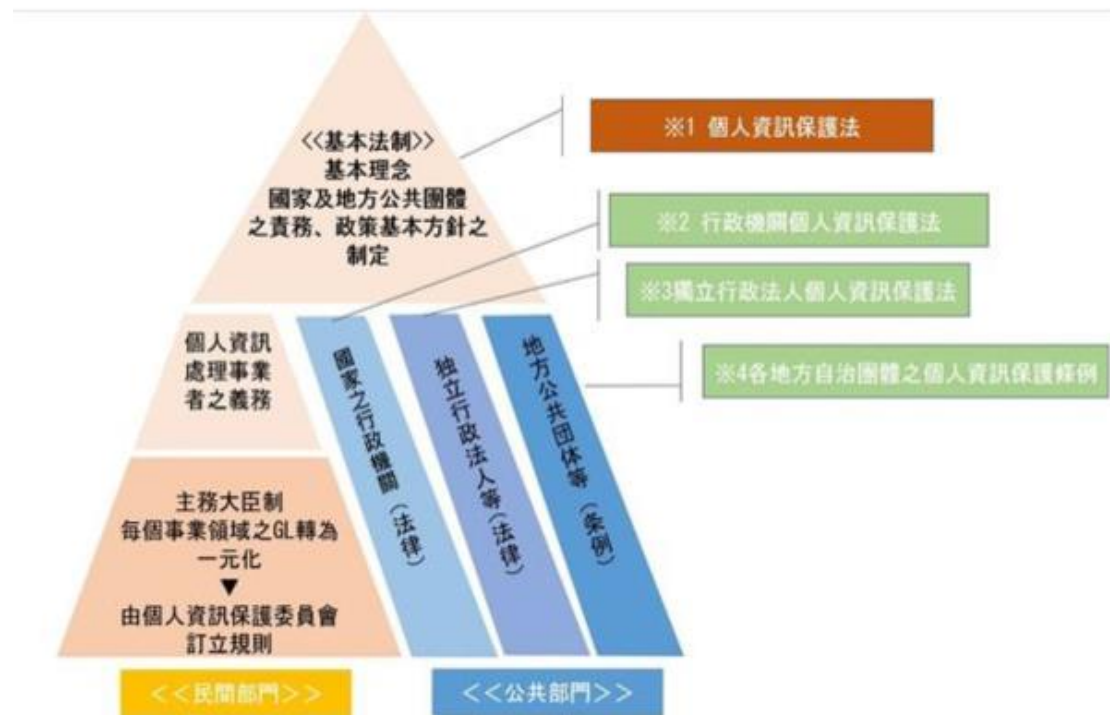 <<基本法制>>
基本理念
國家及地方公共團體
之責務、政策基本方針之
制定
※1 個人資訊保護法
※2 行政機關個人資訊保護法
※3獨立行政法人個人資訊保護法
※4各地方自治團體之個人資訊保護條例
個人資訊
處理事業
者之義務
國家之行政機關(法律)
独立行政法人等(法律)
地方公共団体等(条例)
主務大臣制
每個事業領域之GL轉為
一元化
▼
由個人資訊保護委員會
訂立規則
<<民間部門>>
<<公共部門>>